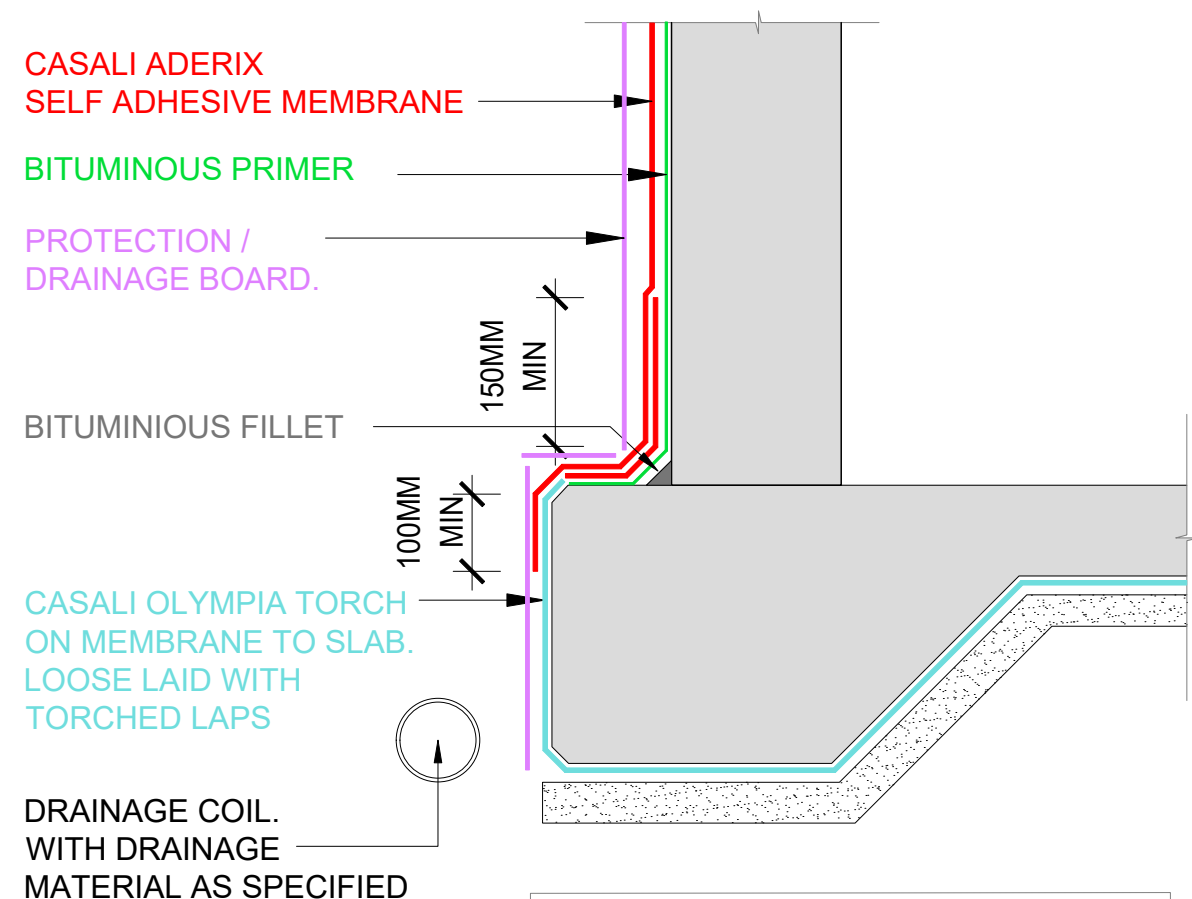 CASALI ADERIX
SELF ADHESIVE MEMBRANE
BITUMINOUS PRIMER
PROTECTION /
DRAINAGE BOARD.
150MM
MIN
BITUMINIOUS FILLET
100MM
MIN
CASALI OLYMPIA TORCH
ON MEMBRANE TO SLAB.
LOOSE LAID WITH
TORCHED LAPS
DRAINAGE COIL.
WITH DRAINAGE
MATERIAL AS SPECIFIED